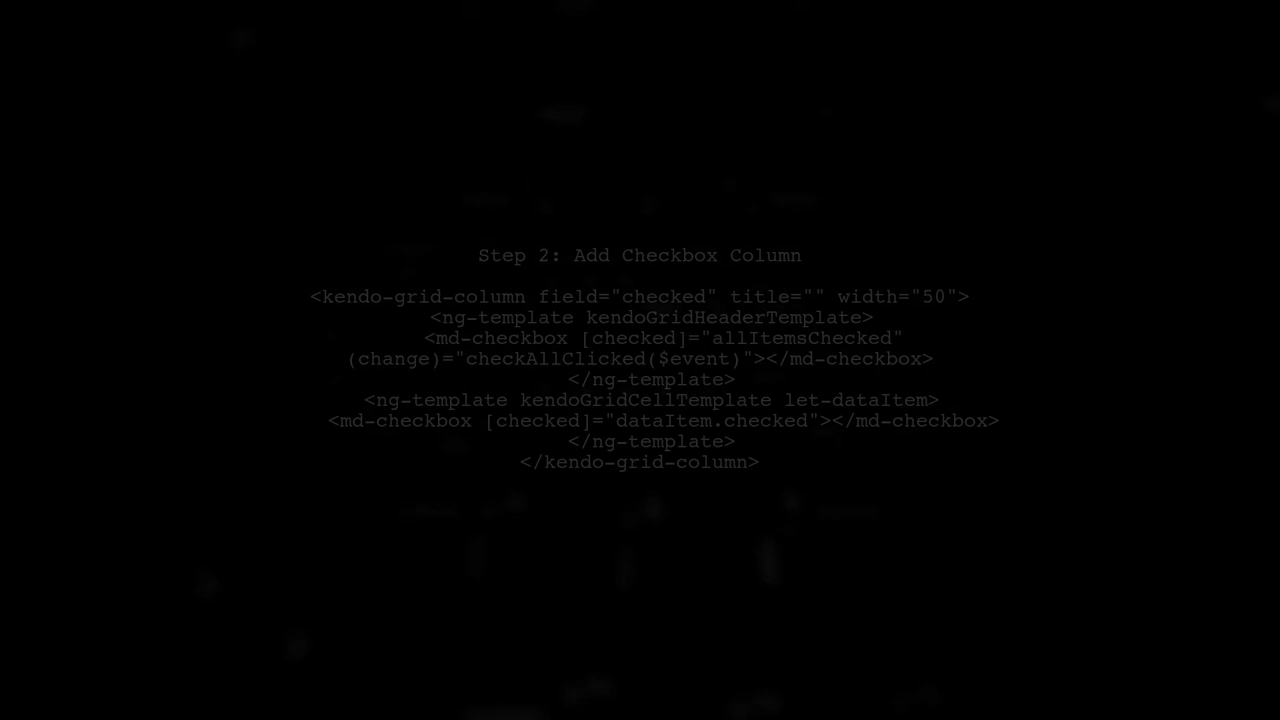 Step 2: Add Checkbox Column
<kendo-grid-column field="checked" title="" width="50">
<ng-template kendoGridHeaderTemplate>
<md-checkbox [checked]="allItemsChecked"
(change)="checkAllClicked($event)"></md-checkbox>
</ng-template>
<ng-template kendoGridCellTemplate let-dataItem>
<md-checkbox [checked]="dataItem.checked"></md-checkbox>
</ng-template>
</kendo-grid-column>